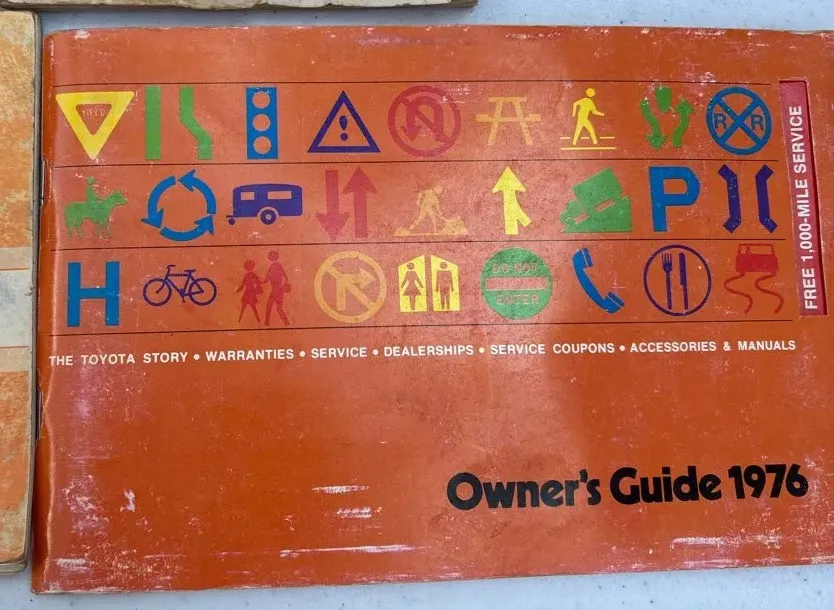 YIELD
R R
P
H
DO NOT
ENTER
FREE 1,000-MILE SERVICE
THE TOYOTA STORY • WARRANTIES • SERVICE • DEALERSHIPS • SERVICE COUPONS • ACCESSORIES & MANUALS
Owner's Guide 1976